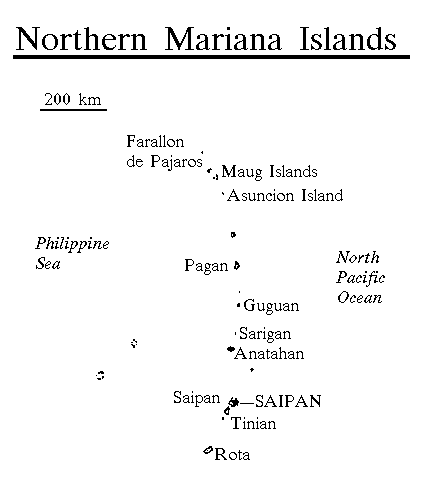 Northern Mariana Islands
200 km
Farallon
de Pajaros
Maug Islands
Asuncion Island
Philippine
Sea
North
Pacific
Ocean
Pagan
Guguan
Sarigan
Anatahan
Saipan
SAIPAN
Tinian
Rota